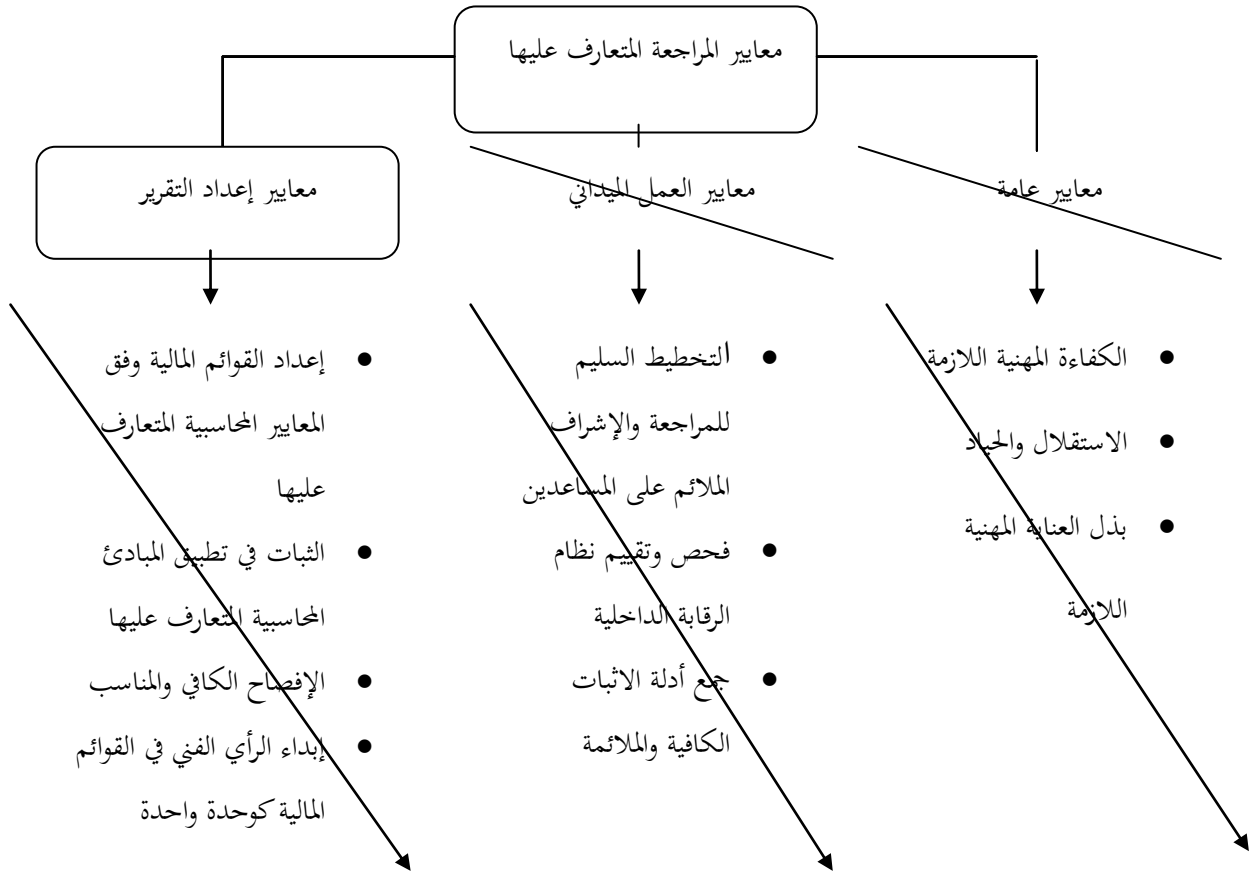 معايير المراجعة المتعارف عليها
معايير عامة
معايير العمل الميداني
معايير إعداد التقرير
● الكفاءة المهنية اللازمة
● الاستقلال والحياد
● بذل العناية المهنية
اللازمة
● التخطيط السليم
للمراجعة والإشراف
الملائم على المساعدين
● فحص وتقييم نظام
الرقابة الداخلية
● جمع أدلة الاثبات
الكافية والملائمة
● إعداد القوائم المالية وفق
المعايير المحاسبية المتعارف
عليها
● الثبات في تطبيق المبادئ
المحاسبية المتعارف عليها
● الإفصاح الكافي والمناسب
● إبداء الرأي الفني في القوائم
المالية كوحدة واحدة